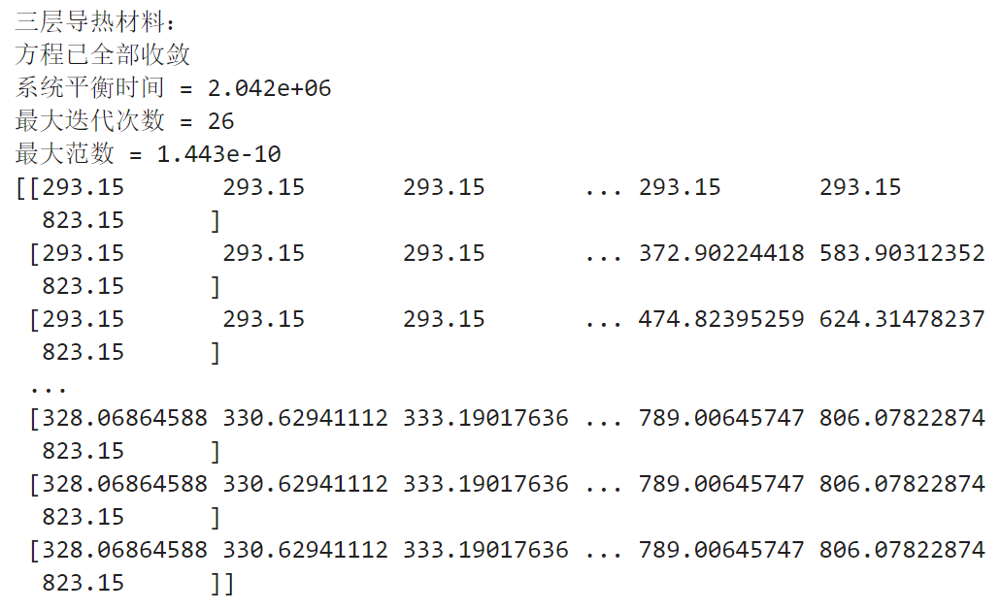 三层导热材料：
方程已全部收敛
系统平衡时间 = 2.042e+06
最大迭代次数 = 26
最大范数 = 1.443e-10
[[293.15       293.15       293.15       ... 293.15       293.15
  823.15      ]
 [293.15       293.15       293.15       ... 372.90224418 583.90312352
  823.15      ]
 [293.15       293.15       293.15       ... 474.82395259 624.31478237
  823.15      ]
 ...
 [328.06864588 330.62941112 333.19017636 ... 789.00645747 806.07822874
  823.15      ]
 [328.06864588 330.62941112 333.19017636 ... 789.00645747 806.07822874
  823.15      ]
 [328.06864588 330.62941112 333.19017636 ... 789.00645747 806.07822874
  823.15      ]]